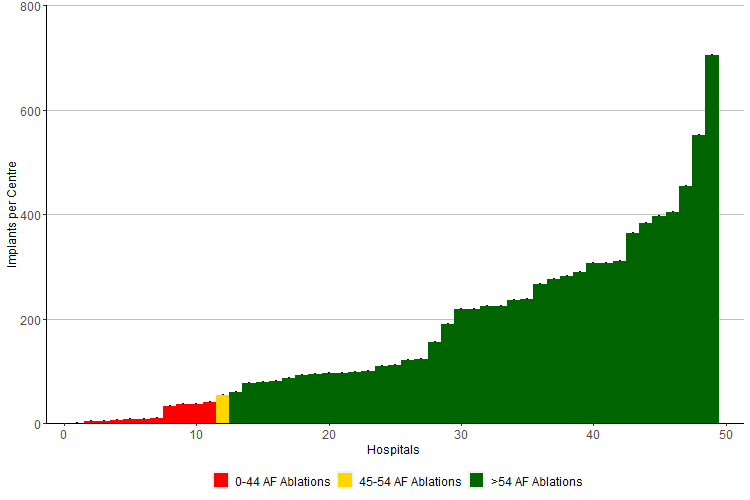 800
600
400
200
0
Implants per Centre
0 10 20 30 40 50
Hospitals
0-44 AF Ablations 45-54 AF Ablations >54 AF Ablations